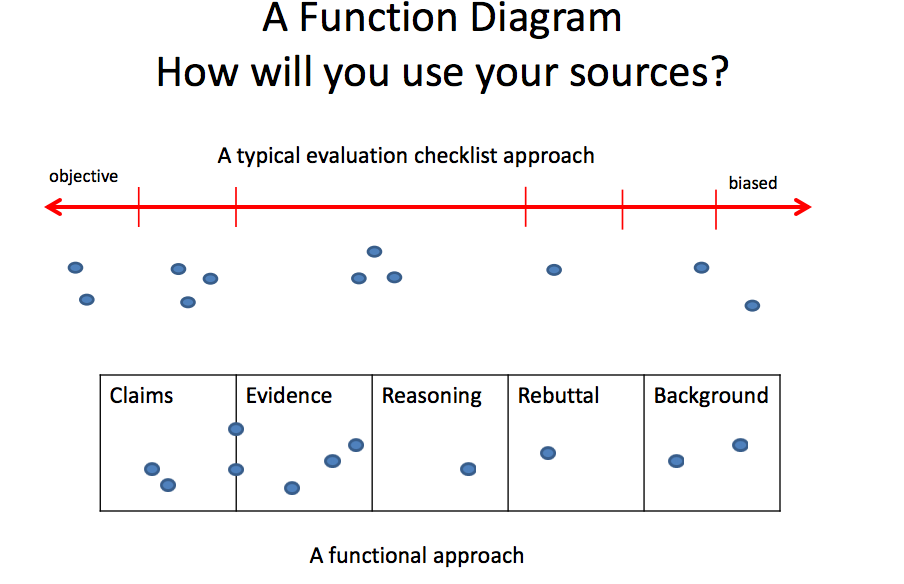 A Function Diagram
How will you use your sources?
A typical evaluation checklist approach
objective
biased
Claims
Evidence
Reasoning
Rebuttal
Background
A functional approach